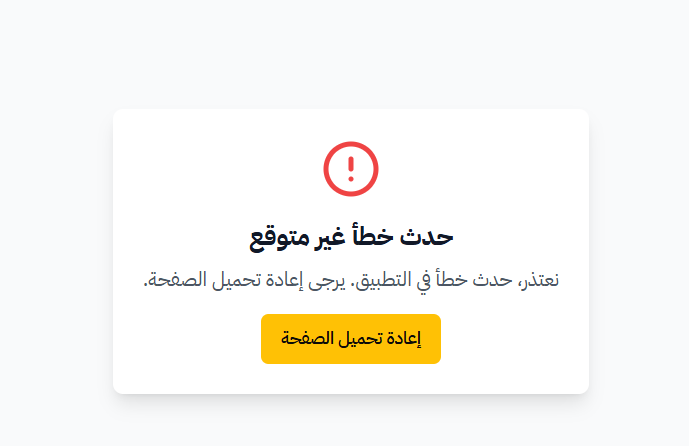 حدث خطأ غير متوقع
نعتذر، حدث خطأ في التطبيق. يرجى إعادة تحميل الصفحة.
إعادة تحميل الصفحة